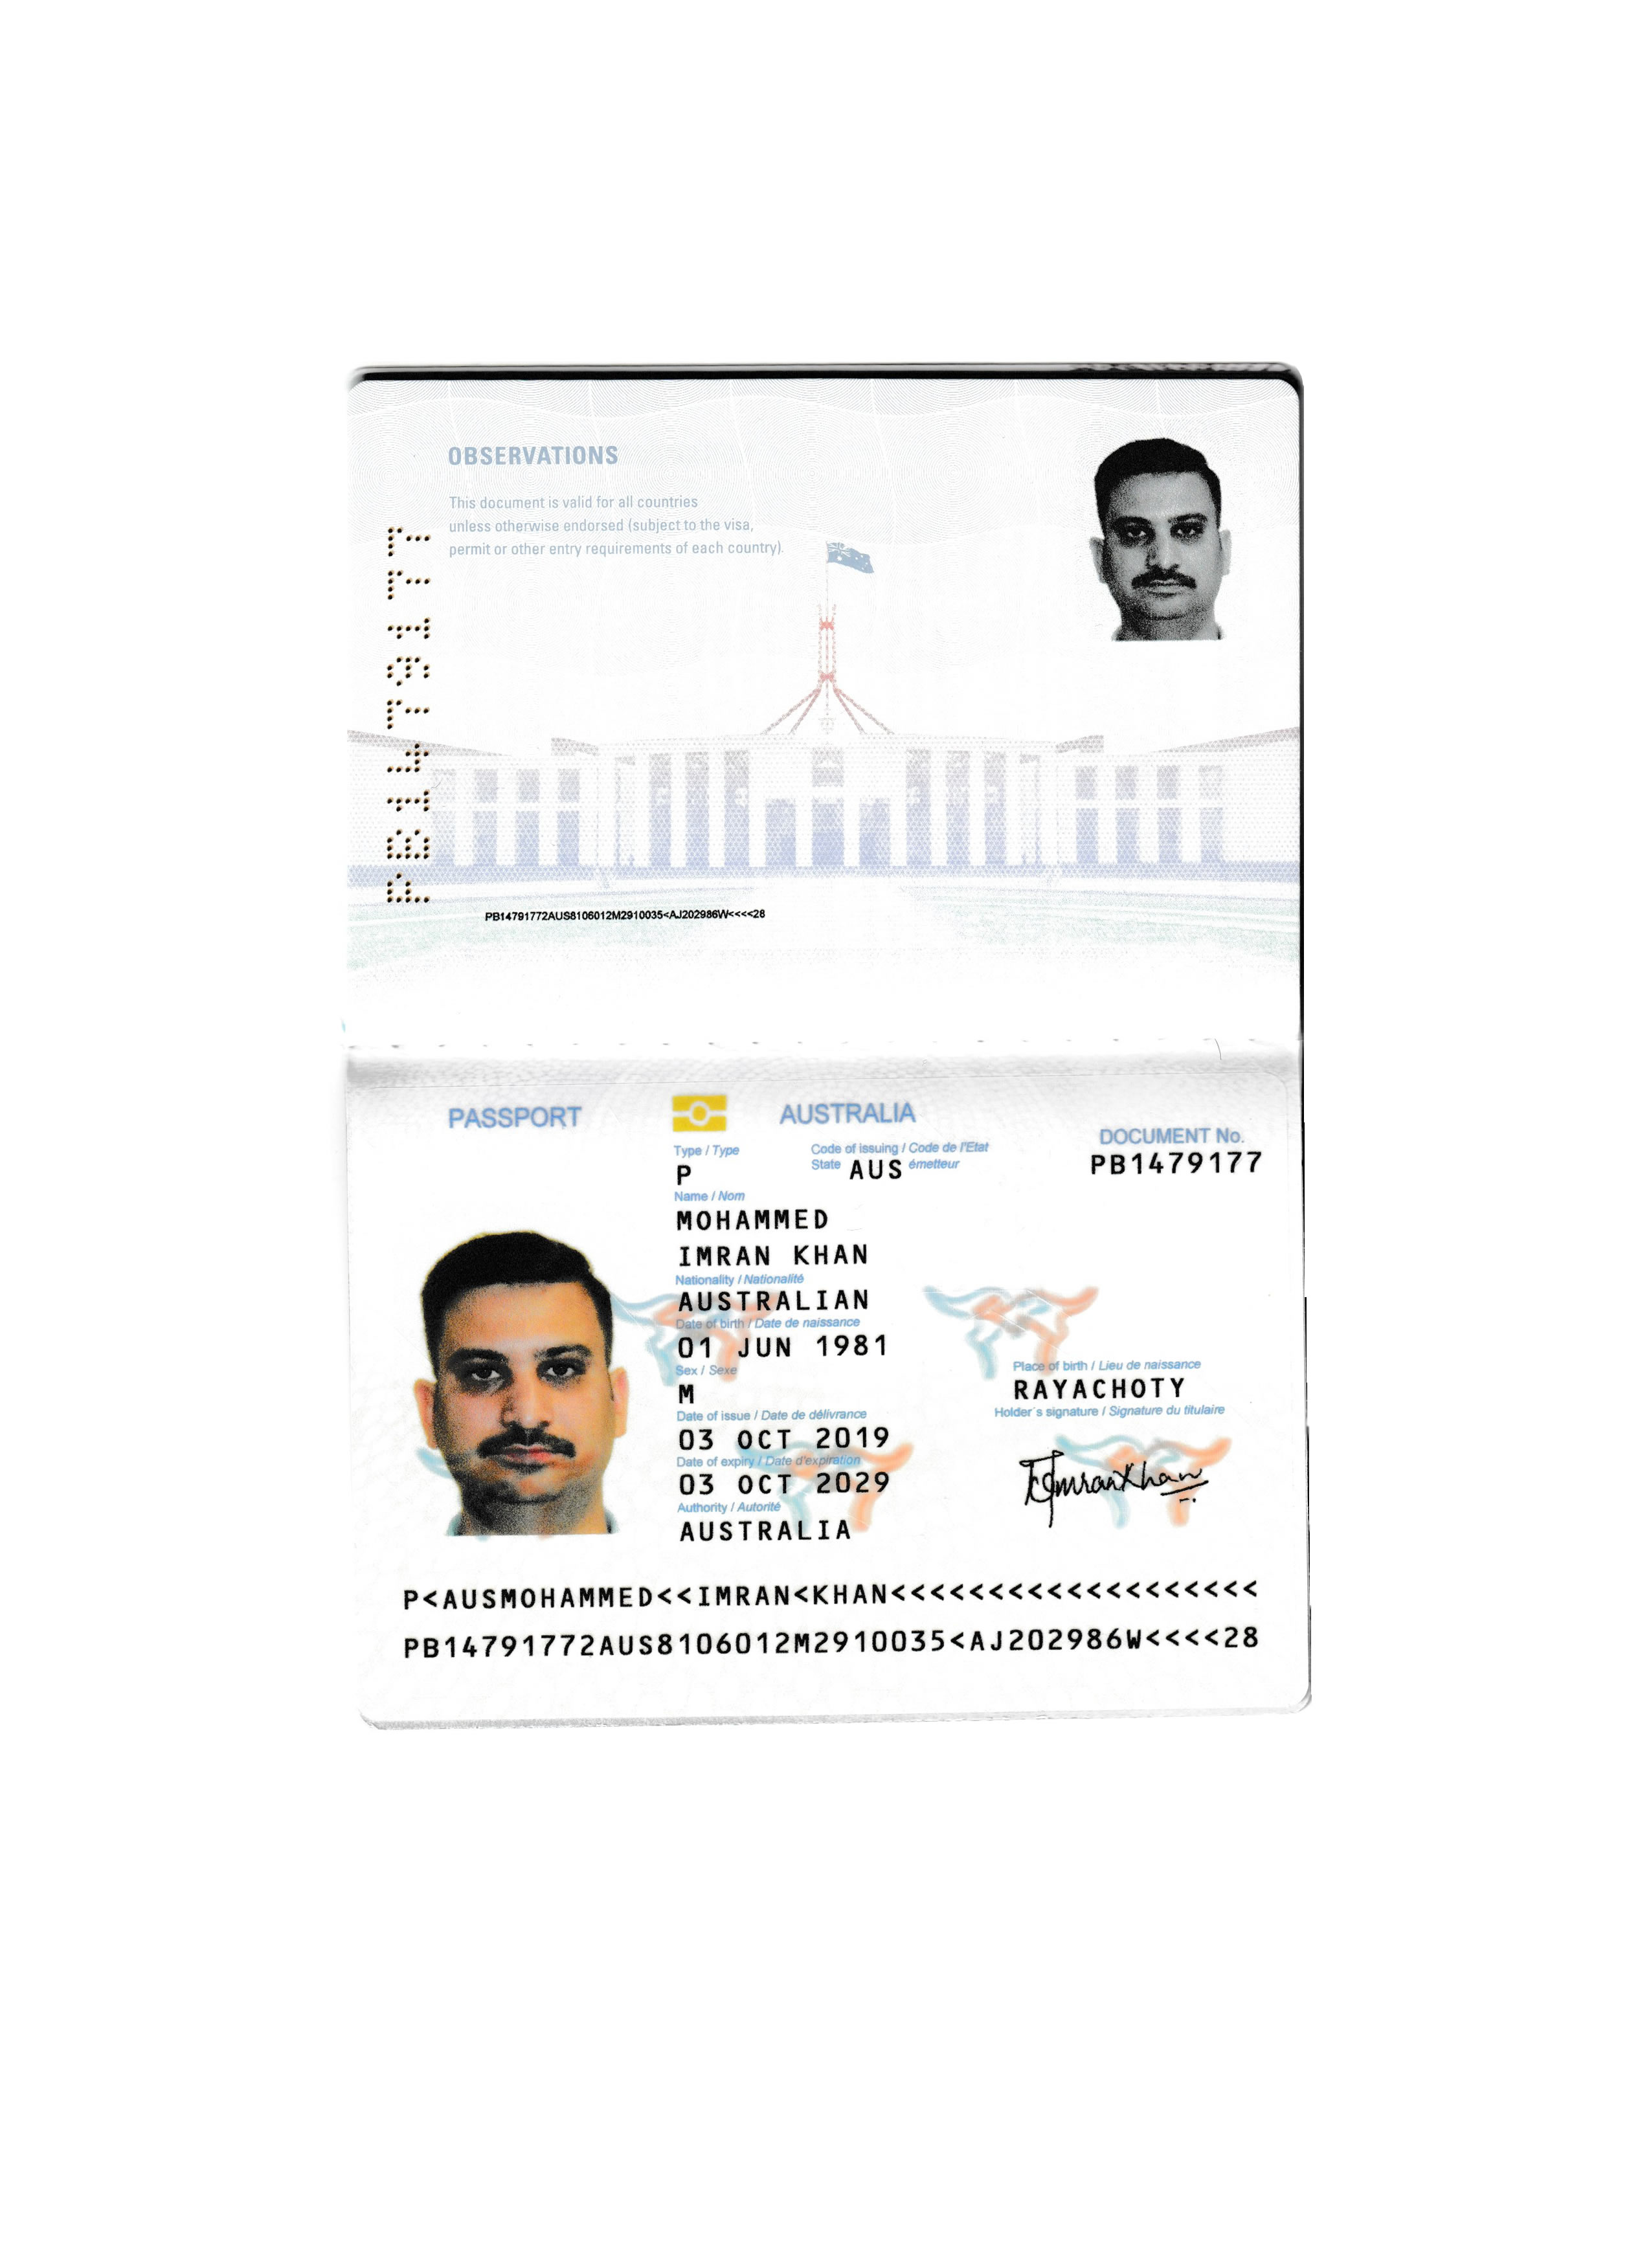 OBSERVATIONS
This document is valid for all countries
unless otherwise endorsed (subject to the visa,
permit or other entry requirements of each country).
PB1479177
PB14791772AUS8106012M2910035<AJ202986W<<<<28
PASSPORT
AUSTRALIA
Type / Type
Code of issuing / Code de l'Etat
State AUS émetteur
DOCUMENT No.
P
PB1479177
Name / Nom
MOHAMMED
IMRAN KHAN
Nationality / Nationalité
AUSTRALIAN
Date of birth / Date de naissance
01 JUN 1981
Sex / Sexe
M
Place of birth / Lieu de naissance
RAYACHOTY
Date of issue / Date de délivrance
03 OCT 2019
Holder's signature / Signature du titulaire
Date of expiry / Date d'expiration
03 OCT 2029
Imran Khan
Authority / Autorité
AUSTRALIA
P<AUSMOHAMMED<<IMRAN<KHAN<<<<<<<<<<<<<<<<<<<
PB14791772AUS8106012M2910035<AJ202986W<<<<28